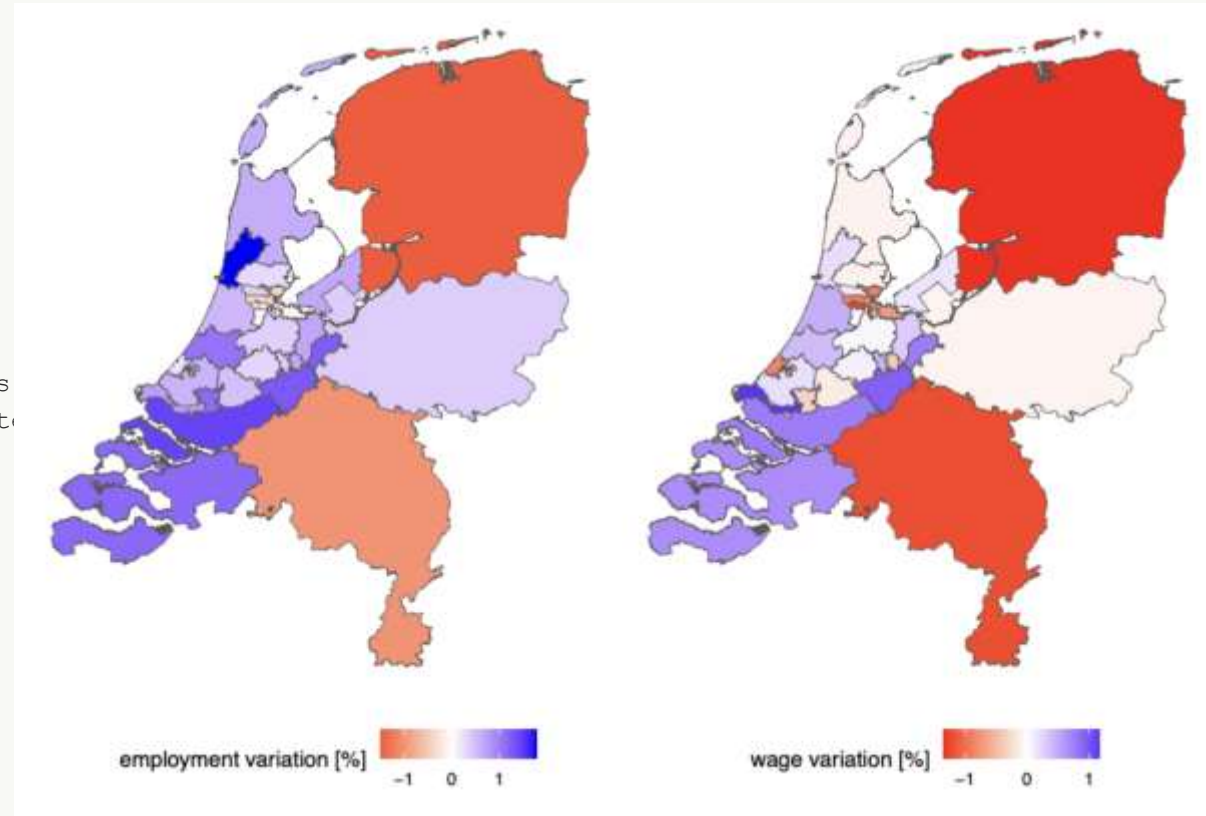 s
employment variation [%]
−1 0 1
wage variation [%]
−1 0 1